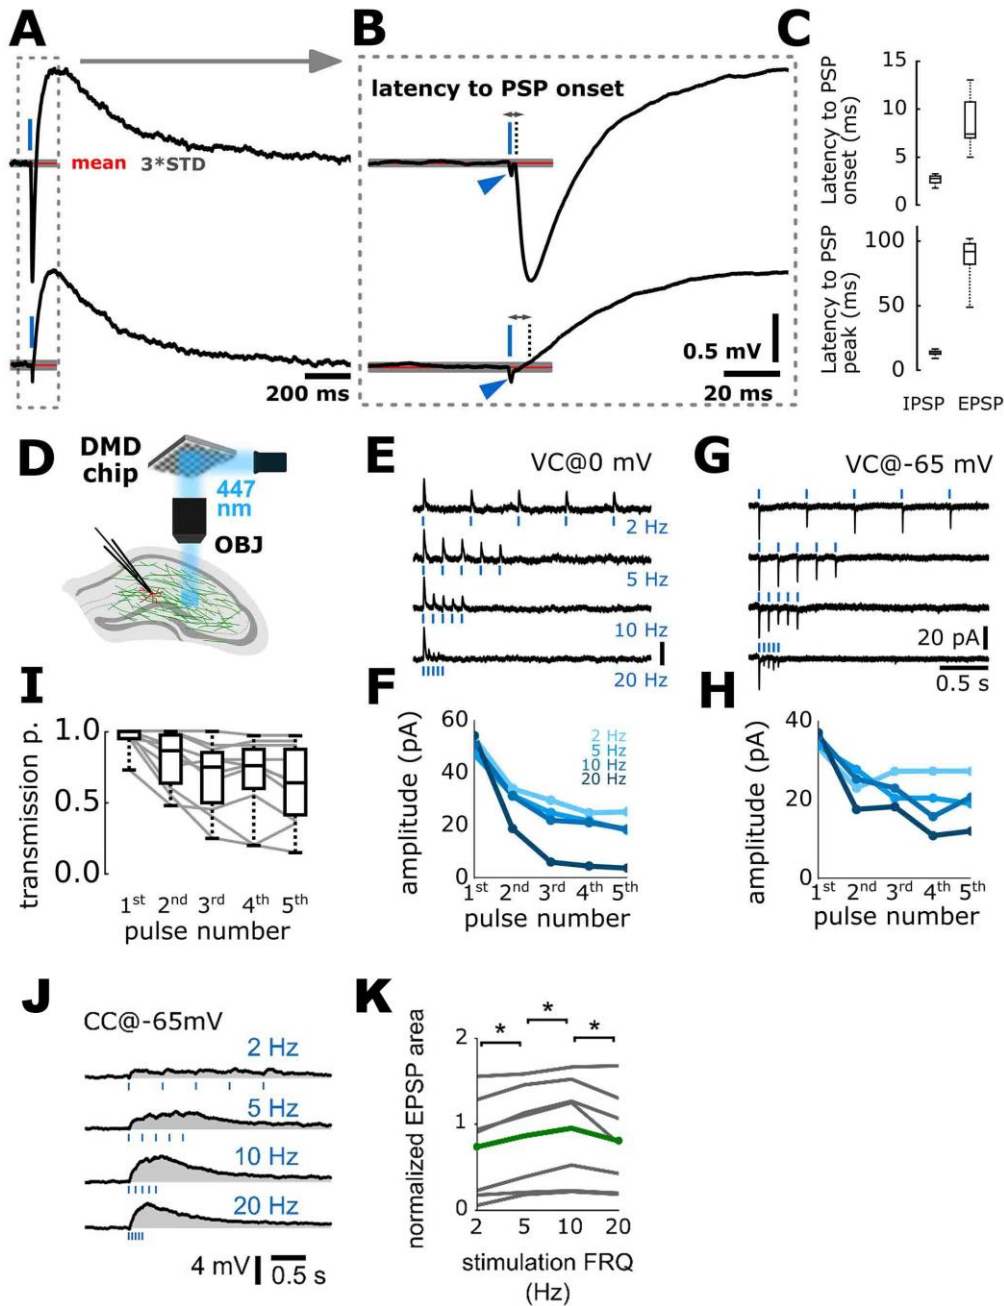 A
mean 3*STD
200 ms
B
latency to PSP onset
0.5 mV
20 ms
C
Latency to PSP
onset (ms)
15
10
5
0
Latency to PSP
peak (ms)
100
50
0
IPSP EPSP
D
DMD
chip
447
nm
OBJ
E
VC@0 mV
2 Hz
5 Hz
10 Hz
20 Hz
G
VC@-65 mV
20 pA
0.5 s
I
transmission p.
1.0
0.5
0.0
1st 2nd 3rd 4th 5th
pulse number
F
amplitude (pA)
60
40
20
0
2 Hz
5 Hz
10 Hz
20 Hz
1st 2nd 3rd 4th 5th
pulse number
H
amplitude (pA)
40
20
0
1st 2nd 3rd 4th 5th
pulse number
J
CC@-65mV
2 Hz
5 Hz
10 Hz
20 Hz
4 mV
0.5 s
K
normalized EPSP area
2
1
0
* * *
2 5 10 20
stimulation FRQ
(Hz)